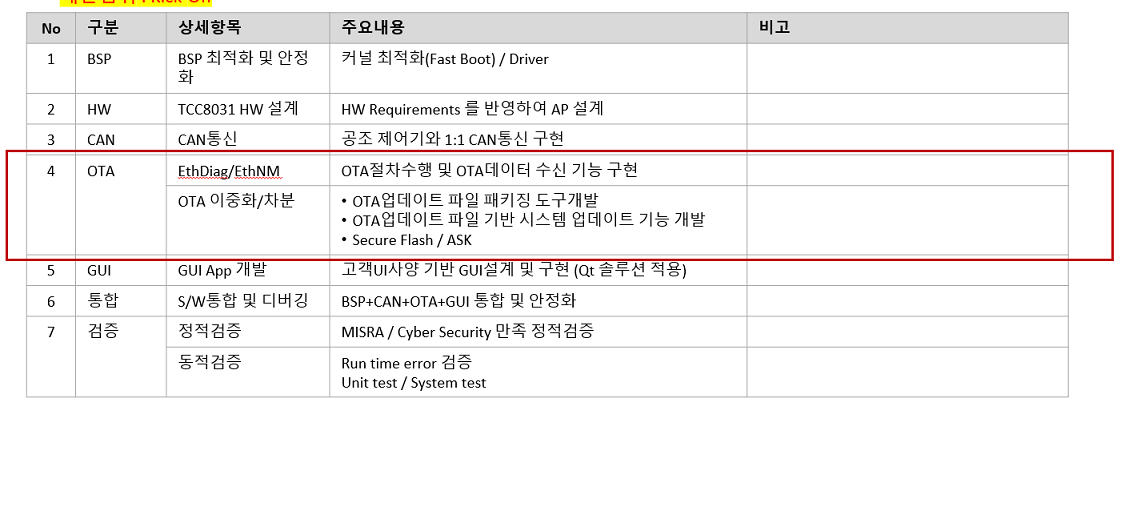 No 구분 상세항목 주요내용 비고
1 BSP BSP 최적화 및 안정화 커널 최적화(Fast Boot) / Driver
2 HW TCC8031 HW 설계 HW Requirements 를 반영하여 AP 설계
3 CAN CAN통신 공조 제어기와 1:1 CAN통신 구현
4 OTA EthDiag/EthNM OTA절차수행 및 OTA데이터 수신 기능 구현
OTA 이중화/차분 • OTA업데이트 파일 패키징 도구개발
• OTA업데이트 파일 기반 시스템 업데이트 기능 개발
• Secure Flash / ASK
5 GUI GUI App 개발 고객UI사양 기반 GUI설계 및 구현 (Qt 솔루션 적용)
6 통합 S/W통합 및 디버깅 BSP+CAN+OTA+GUI 통합 및 안정화
7 검증 정적검증 MISRA / Cyber Security 만족 정적검증
동적검증 Run time error 검증
Unit test / System test